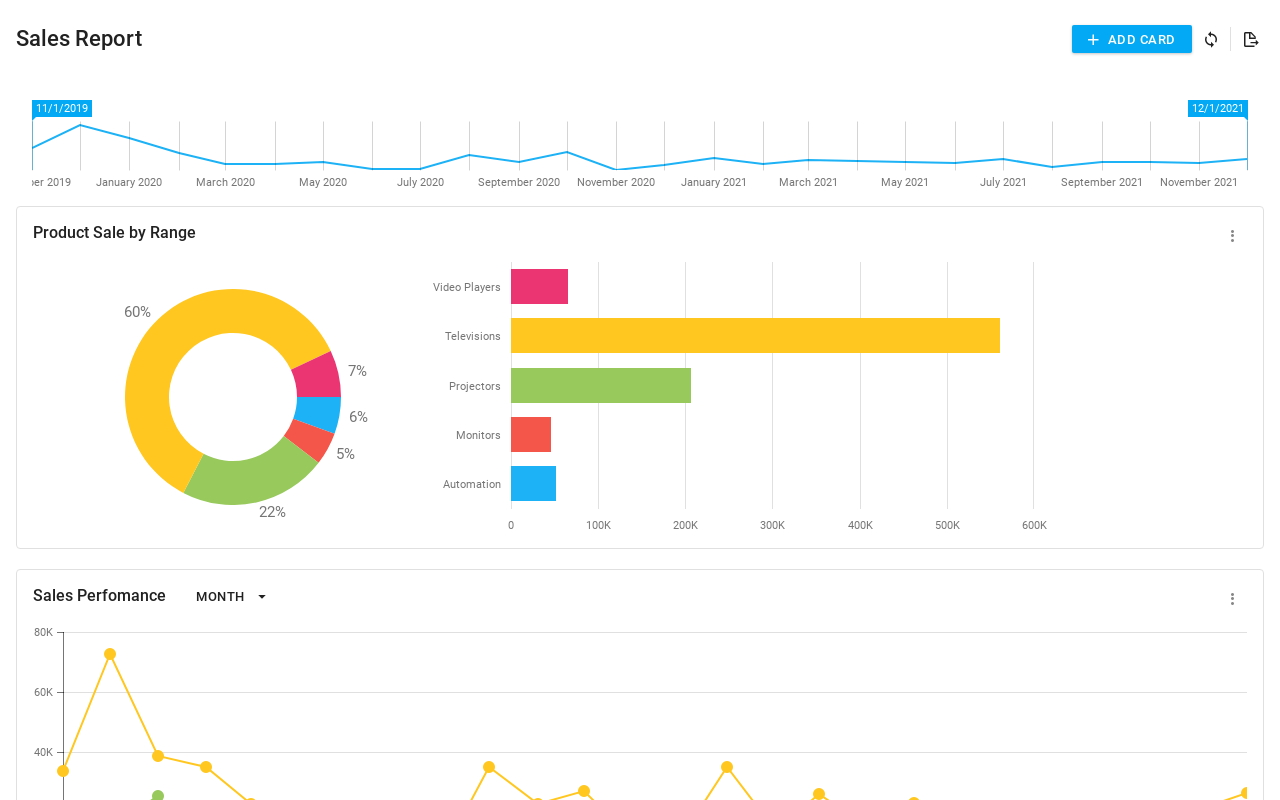 Sales Report
ADD CARD
11/1/2019
12/1/2021
er 2019 January 2020 March 2020 May 2020 July 2020 September 2020 November 2020 January 2021 March 2021 May 2021 July 2021 September 2021 November 2021
Product Sale by Range
60%
7%
6%
5%
22%
Video Players
Televisions
Projectors
Monitors
Automation
0 100K 200K 300K 400K 500K 600K
Sales Perfomance MONTH
80K
60K
40K